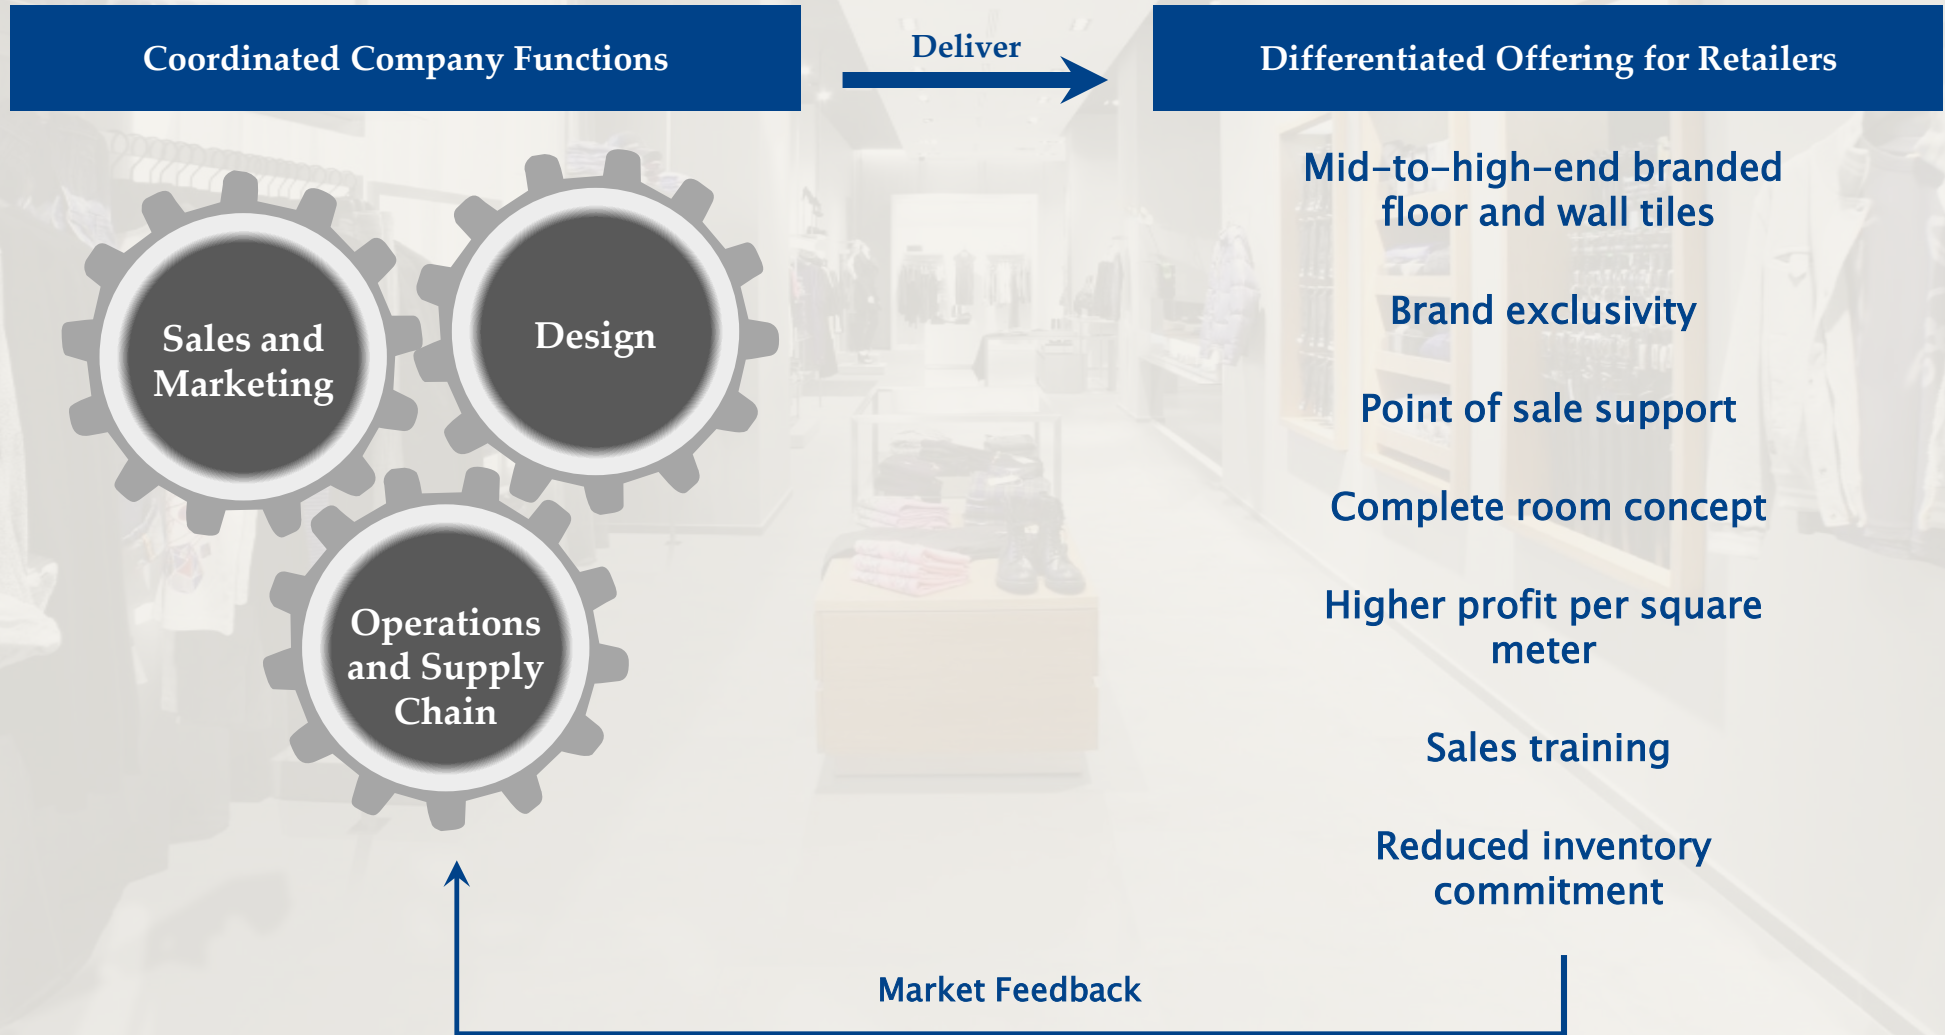 Coordinated Company Functions
Deliver
Differentiated Offering for Retailers
Sales and
Marketing
Design
Operations
and Supply
Chain
Mid-to-high-end branded
floor and wall tiles
Brand exclusivity
Point of sale support
Complete room concept
Higher profit per square
meter
Sales training
Reduced inventory
commitment
Market Feedback